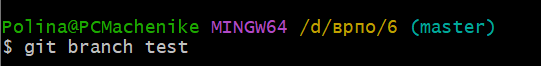 Polina@PCMachenike MINGW64 /d/врпо/6 (master)
$ git branch test